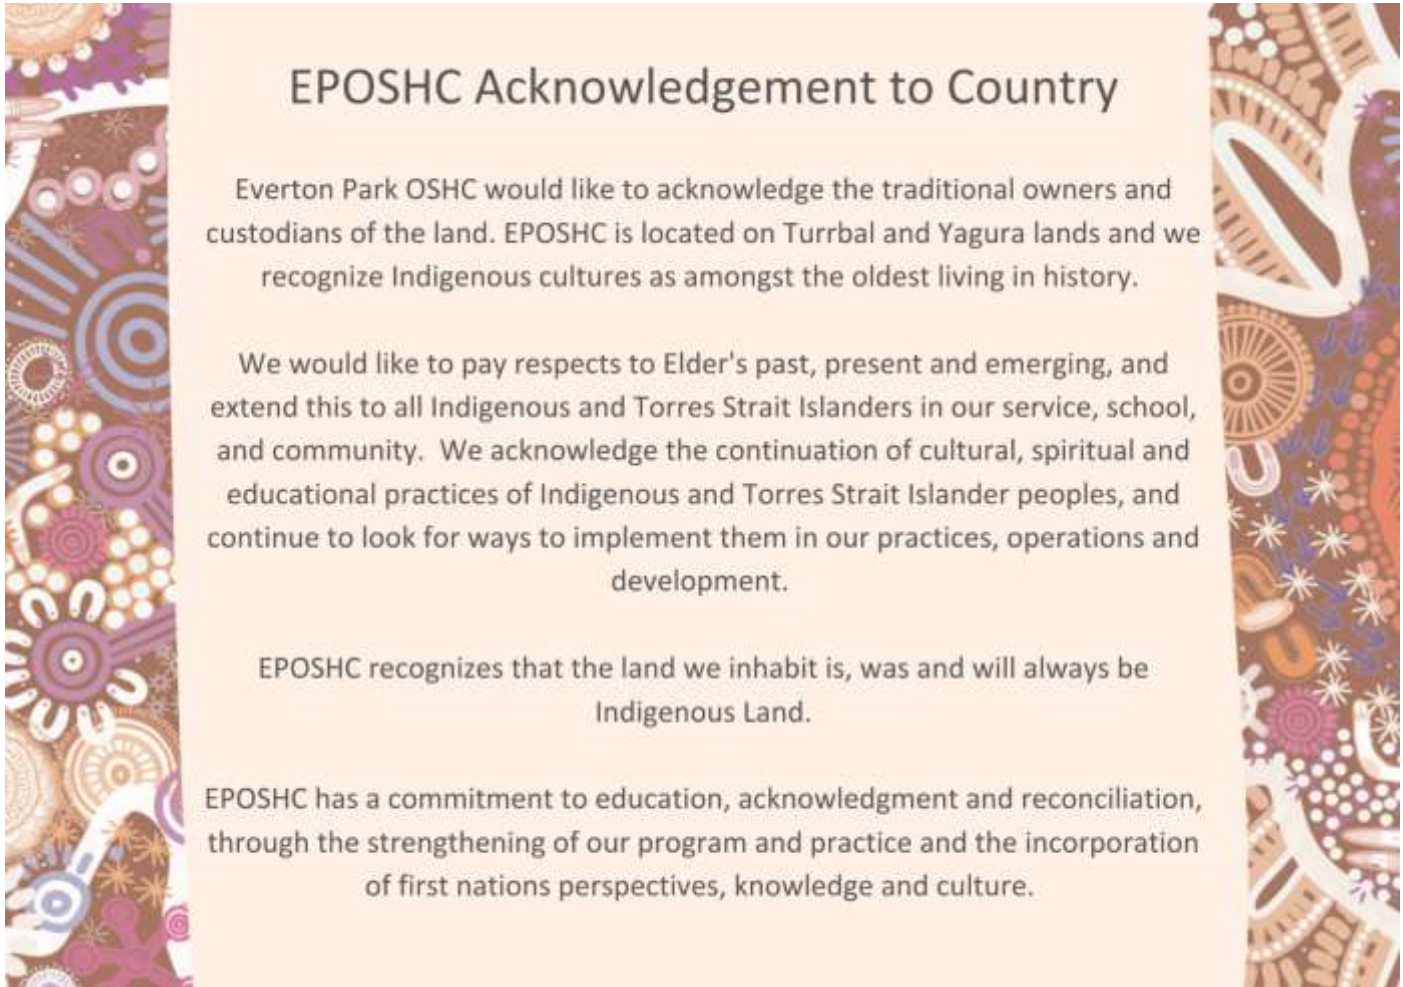 EPOSHC Acknowledgement to Country
Everton Park OSHC would like to acknowledge the traditional owners and
custodians of the land. EPOSHC is located on Turrbal and Yagura lands and we
recognize Indigenous cultures as amongst the oldest living in history.
We would like to pay respects to Elder's past, present and emerging, and
extend this to all Indigenous and Torres Strait Islanders in our service, school,
and community.  We acknowledge the continuation of cultural, spiritual and
educational practices of Indigenous and Torres Strait Islander peoples, and
continue to look for ways to implement them in our practices, operations and
development.
EPOSHC recognizes that the land we inhabit is, was and will always be
Indigenous Land.
EPOSHC has a commitment to education, acknowledgment and reconciliation,
through the strengthening of our program and practice and the incorporation
of first nations perspectives, knowledge and culture.